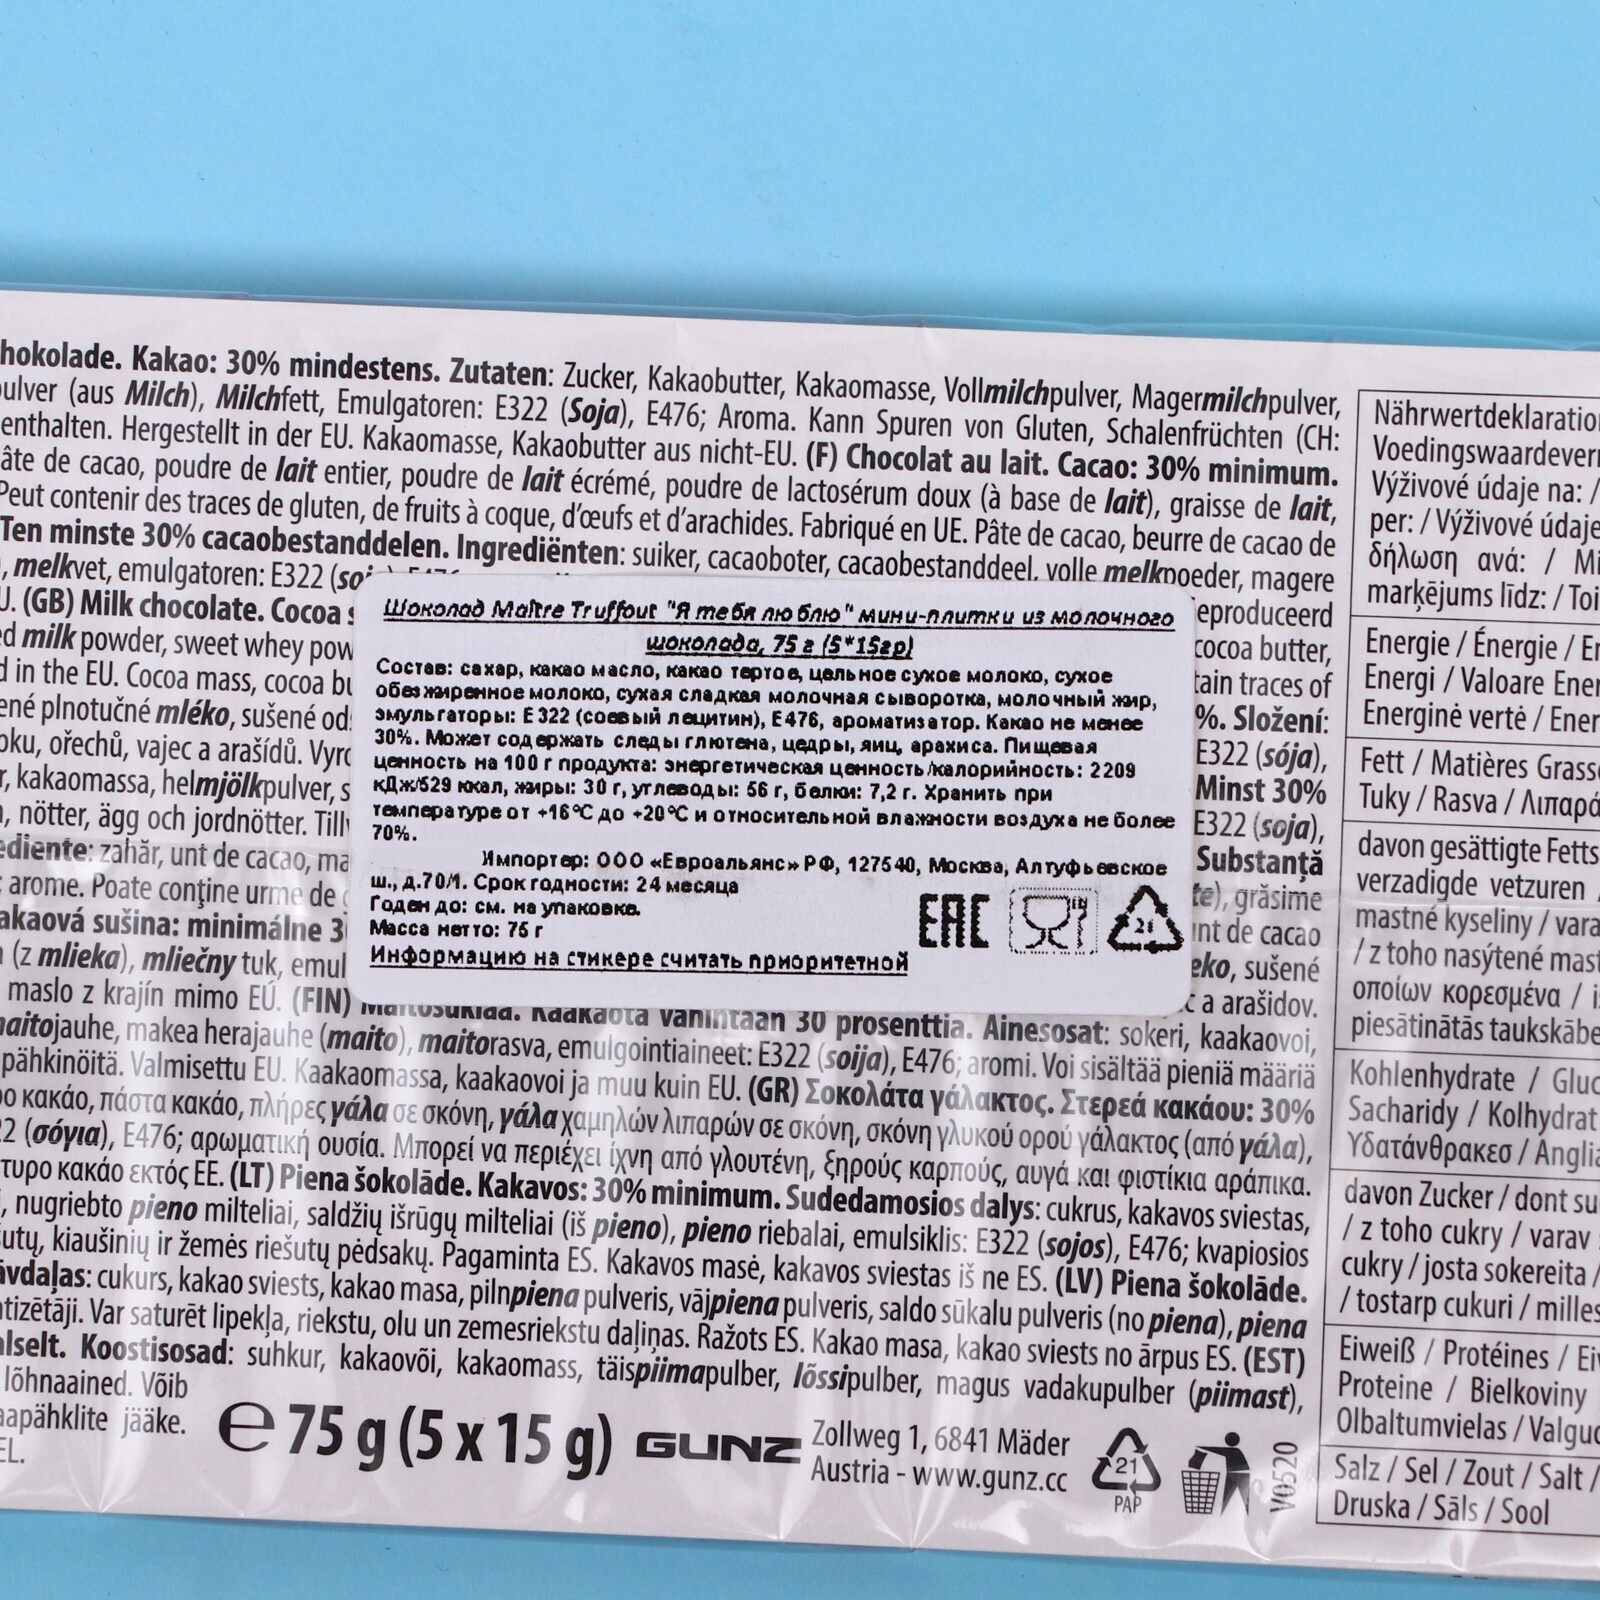 hokolade. Kakao: 30% mindestens. Zutaten: Zucker, Kakaobutter, Kakaomasse, Vollmilchpulver, Magermilchpulver,
pulver (aus Milch), Milchfett, Emulgatoren: E322 (Soja), E476; Aroma. Kann Spuren von Gluten, Schalenfrüchten (CH:
enthalten. Hergestellt in der EU. Kakaomasse, Kakaobutter aus nicht-EU. (F) Chocolat au lait. Cacao: 30% minimum.
âte de cacao, poudre de lait entier, poudre de lait écrémé, poudre de lactosérum doux (à base de lait), graisse de lait,
Peut contenir des traces de gluten, de fruits à coque, d'œufs et d'arachides. Fabriqué en UE. Pâte de cacao, beurre de cacao de
Ten minste 30% cacaobestanddelen. Ingrediënten: suiker, cacaoboter, cacaobestanddeel, volle melkpoeder, magere
, melkvet, emulgatoren: E322 (so
eproduceerd
U. (GB) Milk chocolate. Cocoa s
cocoa butter,
ed milk powder, sweet whey pow
tain traces of
d in the EU. Cocoa mass, cocoa bu
%. Složení:
ené plnotučné mléko, sušené od
E322 (sója),
oku, ořechů, vajec a arašídů. Vyro
Minst 30%
r, kakaomassa, helmjölkpulver, s
E322 (soja),
, nötter, ägg och jordnötter. Till
Substanță
ediente: zahăr, unt de cacao, ma
te), grăsime
; arome. Poate conține urme de g
unt de cacao
akaová sušina: minimálne 3
eko, sušené
(z mlieka), mliečny tuk, emul
c a arašidov.
Шоколад Maitre Truffout "Я тебя люблю" мини-плитки из молочного
шоколада, 75 г (5*15гр)
Состав: сахар, какао масло, какао тертое, цельное сухое молоко, сухое
обезжиренное молоко, сухая сладкая молочная сыворотка, молочный жир,
эмульгаторы: Е322 (соевый лецитин), Е476, ароматизатор. Какао не менее
30%. Может содержать следы глютена, цедры, яиц, арахиса. Пищевая
ценность на 100 г продукта: энергетическая ценность/калорийность: 2209
кДж/529 ккал, жиры: 30 г, углеводы: 56 г, белки: 7,2 г. Хранить при
температуре от +16°С до +20°С и относительной влажности воздуха не более
70%.
Импортер: ООО «Евроальянс» РФ, 127540, Москва, Алтуфьевское
ш., д.70/1. Срок годности: 24 месяца
Годен до: см. на упаковке.
Масса нетто: 75 г
Информацию на стикере считать приоритетной
EAC
21
maslo z krajín mimo EÚ. (FIN) Maitosuklaa. Kaakaota vähintään 30 prosenttia. Ainesosat: sokeri, kaakaovoi,
maitojauhe, makea herajauhe (maito), maitorasva, emulgointiaineet: E322 (soija), E476; aromi. Voi sisältää pieniä määriä
pähkinöitä. Valmisettu EU. Kaakaomassa, kaakaovoi ja muu kuin EU. (GR) Σοκολάτα γάλακτος. Στερεά κακάου: 30%
ρο κακάο, πάστα κακάο, πλήρες γάλα σε σκόνη, γάλα χαμηλών λιπαρών σε σκόνη, σκόνη γλυκού ορού γάλακτος (από γάλα),
22 (σόγια), E476; αρωματική ουσία. Μπορεί να περιέχει ίχνη από γλουτένη, ξηρούς καρπούς, αυγά και φιστίκια αράπικα.
τυρο κακάο εκτός ΕΕ. (LT) Piena šokolāde. Kakavos: 30% minimum. Sudedamosios dalys: cukrus, kakavos sviestas,
, nugriebto pieno milteliai, saldžių išrūgų milteliai (iš pieno), pieno riebalai, emulsiklis: E322 (sojos), E476; kvapiosios
šutų, kiaušinių ir žemės riešutų pėdsakų. Pagaminta ES. Kakavos masė, kakavos sviestas iš ne ES. (LV) Piena šokolāde.
āvdaļas: cukurs, kakao sviests, kakao masa, pilnpiena pulveris, vājpiena pulveris, saldo sūkalu pulveris (no piena), piena
atizētāji. Var saturēt lipekļa, riekstu, olu un zemesriekstu daļiņas. Ražots ES. Kakao masa, kakao sviests no ārpus ES. (EST)
alselt. Koostisosad: suhkur, kakaovõi, kakaomass, täispiimapulber, lõssipulber, magus vadakupulber (piimast),
lõhnaained. Võib
aapähklite jääke.
EL.
℮ 75 g (5 x 15 g) GUNZ
Zollweg 1, 6841 Mäder
Austria - www.gunz.cc
21
PAP
V0520
Nährwertdeklaration
Voedingswaardever
Výživové údaje na: /
per: / Výživové údaje
δήλωση ανά: / Mi
marķējums līdz: / Toi
Energie / Énergie / En
Energi / Valoare Ener
Energinė vertė / Ener
Fett / Matières Grass
Tuky / Rasva / Λιπαρά
davon gesättigte Fetts
verzadigde vetzuren /
mastné kyseliny / vara
/ z toho nasýtené mast
οποίων κορεσμένα / i
piesātinātās taukskābe
Kohlenhydrate / Gluc
Sacharidy / Kolhydrat
Υδατάνθρακεσ / Anglia
davon Zucker / dont su
/ z toho cukry / varav
cukry / josta sokereita /
/ tostarp cukuri / milles
Eiweiß / Protéines / Ei
Proteine / Bielkoviny
Olbaltumvielas / Valgud
Salz / Sel / Zout / Salt /
Druska / Sāls / Sool